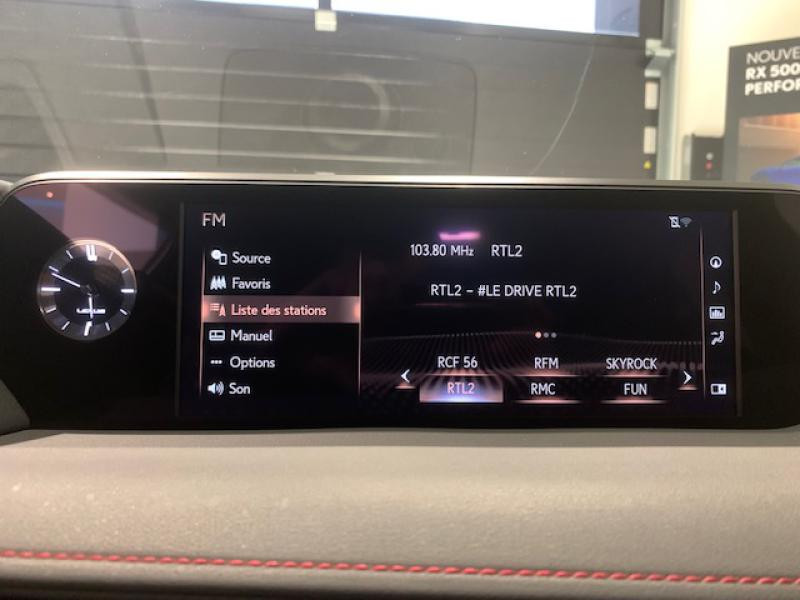 NOUVE
RX 500
PERFOR
FM
Source
Favoris
Liste des stations
Manuel
Options
Son
103.80 MHz RTL2
RTL2 – #LE DRIVE RTL2
RCF 56 RFM SKYROCK
RTL2 RMC FUN
LEXUS